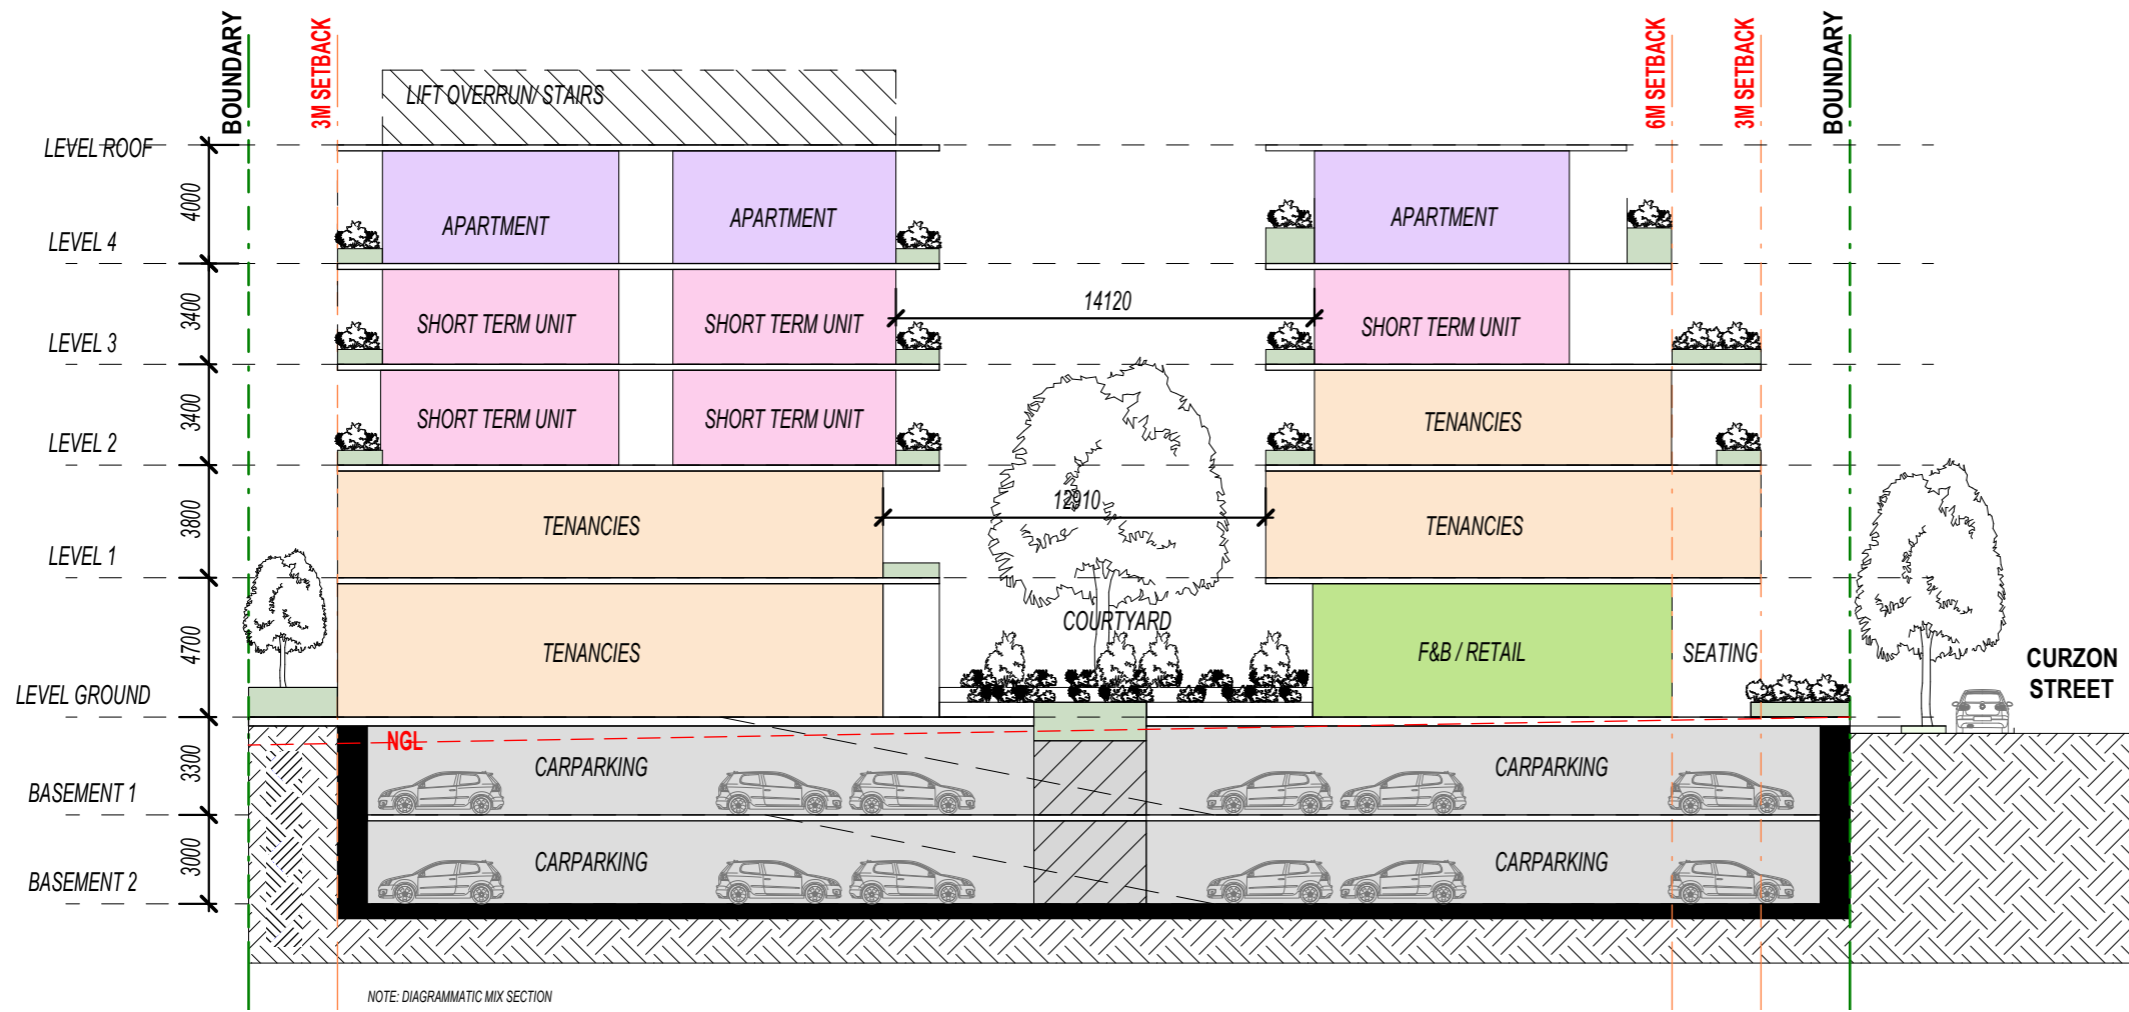 BOUNDARY
3M SETBACK
6M SETBACK
3M SETBACK
BOUNDARY
LIFT OVERRUN/ STAIRS
LEVEL ROOF
4000
APARTMENT
APARTMENT
APARTMENT
LEVEL 4
3400
14120
SHORT TERM UNIT
SHORT TERM UNIT
SHORT TERM UNIT
LEVEL 3
3400
SHORT TERM UNIT
SHORT TERM UNIT
TENANCIES
LEVEL 2
3800
12910
TENANCIES
TENANCIES
LEVEL 1
4700
COURTYARD
TENANCIES
F&B / RETAIL
SEATING
CURZON
STREET
LEVEL GROUND
NGL
3300
CARPARKING
CARPARKING
BASEMENT 1
3000
CARPARKING
CARPARKING
BASEMENT 2
NOTE: DIAGRAMMATIC MIX SECTION